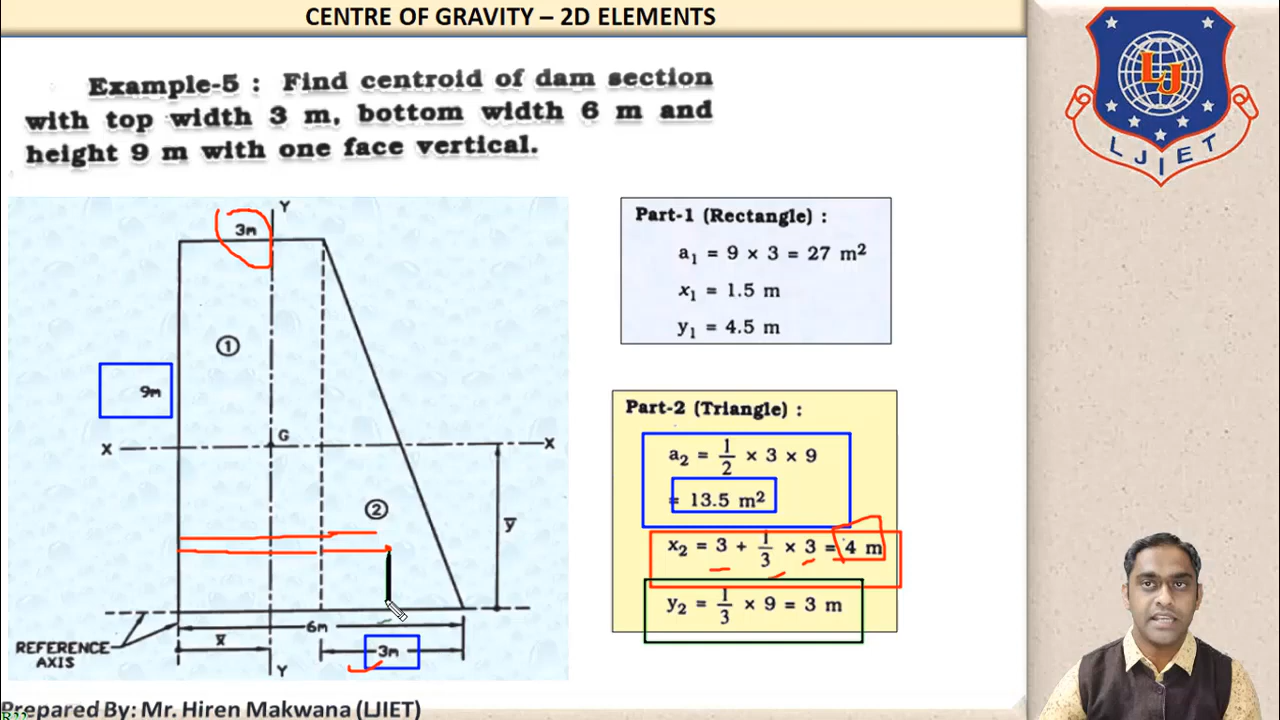 CENTRE OF GRAVITY – 2D ELEMENTS
Example-5 : Find centroid of dam section
with top width 3 m, bottom width 6 m and
height 9 m with one face vertical.
Y
3m
①
9m
G
X
X
②
y̅
6m
REFERENCE
AXIS
x̅
3m
Y
Part-1 (Rectangle) :
a₁ = 9 × 3 = 27 m²
x₁ = 1.5 m
y₁ = 4.5 m
Part-2 (Triangle) :
a₂ = 1/2 × 3 × 9
= 13.5 m²
x₂ = 3 + 1/3 × 3 = 4 m
y₂ = 1/3 × 9 = 3 m
LJ
LJIET
Prepared By: Mr. Hiren Makwana (LJIET)